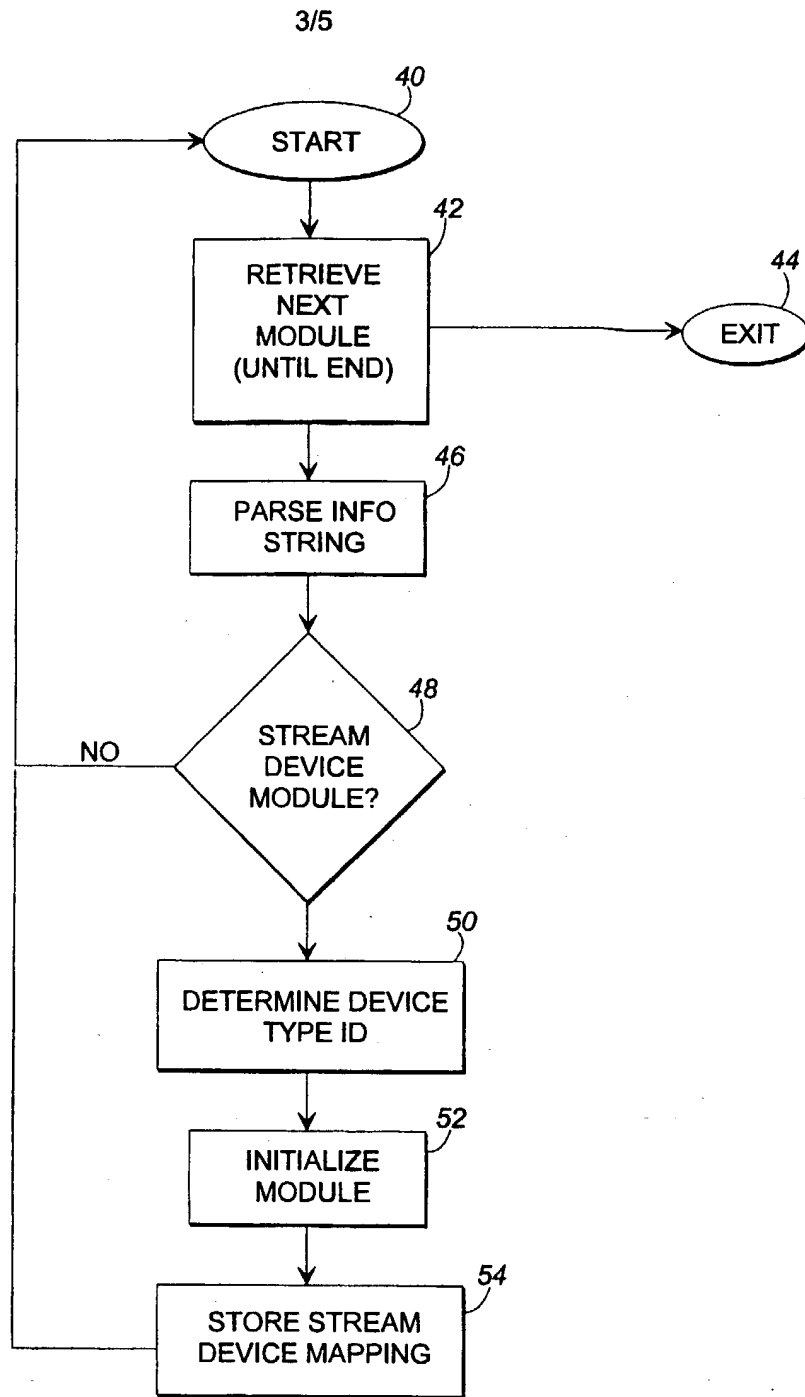 3/5
40
START
42
RETRIEVE
NEXT
MODULE
(UNTIL END)
44
EXIT
46
PARSE INFO
STRING
48
STREAM
DEVICE
MODULE?
NO
50
DETERMINE DEVICE
TYPE ID
52
INITIALIZE
MODULE
54
STORE STREAM
DEVICE MAPPING